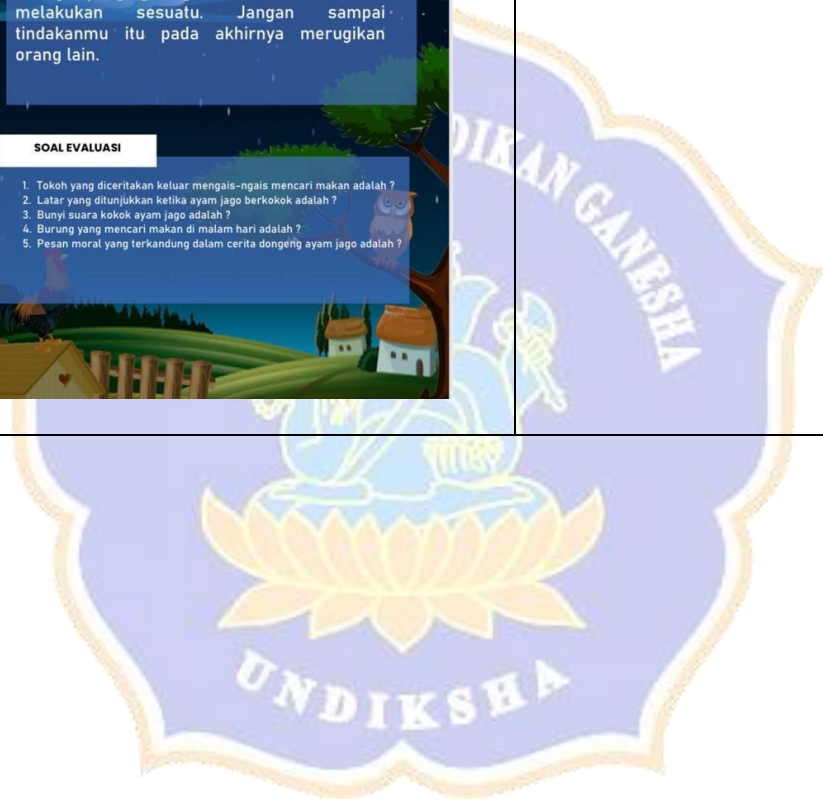 melakukan sesuatu. Jangan sampai
tindakanmu itu pada akhirnya merugikan
orang lain.
SOAL EVALUASI
1. Tokoh yang diceritakan keluar mengais-ngais mencari makan adalah ?
2. Latar yang ditunjukkan ketika ayam jago berkokok adalah ?
3. Bunyi suara kokok ayam jago adalah ?
4. Burung yang mencari makan di malam hari adalah ?
5. Pesan moral yang terkandung dalam cerita dongeng ayam jago adalah ?
DIKAN GANESHA
UNDIKSHA